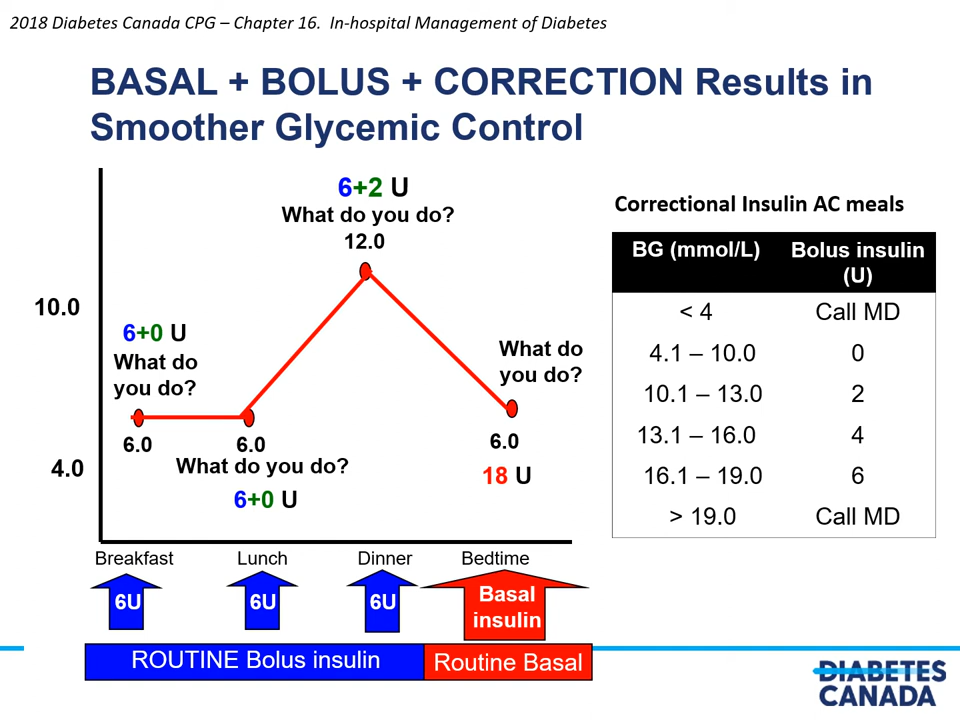 2018 Diabetes Canada CPG – Chapter 16.  In-hospital Management of Diabetes
BASAL + BOLUS + CORRECTION Results in
Smoother Glycemic Control
6+2 U
What do you do?
12.0
10.0
6+0 U
What do
you do?
6.0
6.0
What do you do?
6+0 U
What do
you do?
6.0
18 U
4.0
Breakfast
Lunch
Dinner
Bedtime
6U
6U
6U
Basal
insulin
ROUTINE Bolus insulin
Routine Basal
Correctional Insulin AC meals
BG (mmol/L) Bolus insulin
(U)
< 4 Call MD
4.1 – 10.0 0
10.1 – 13.0 2
13.1 – 16.0 4
16.1 – 19.0 6
> 19.0 Call MD
DIABETES
CANADA